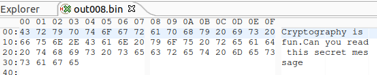 Explorer out008.bin
00 01 02 03 04 05 06 07 08 09 0A 0B 0C 0D 0E 0F
00: 43 72 79 70 74 6F 67 72 61 70 68 79 20 69 73 20 Cryptography is
10: 66 75 6E 2E 43 61 6E 20 79 6F 75 20 72 65 61 64 fun.Can you read
20: 20 74 68 69 73 20 73 65 63 72 65 74 20 6D 65 73 this secret mes
30: 73 61 67 65 sage
40: